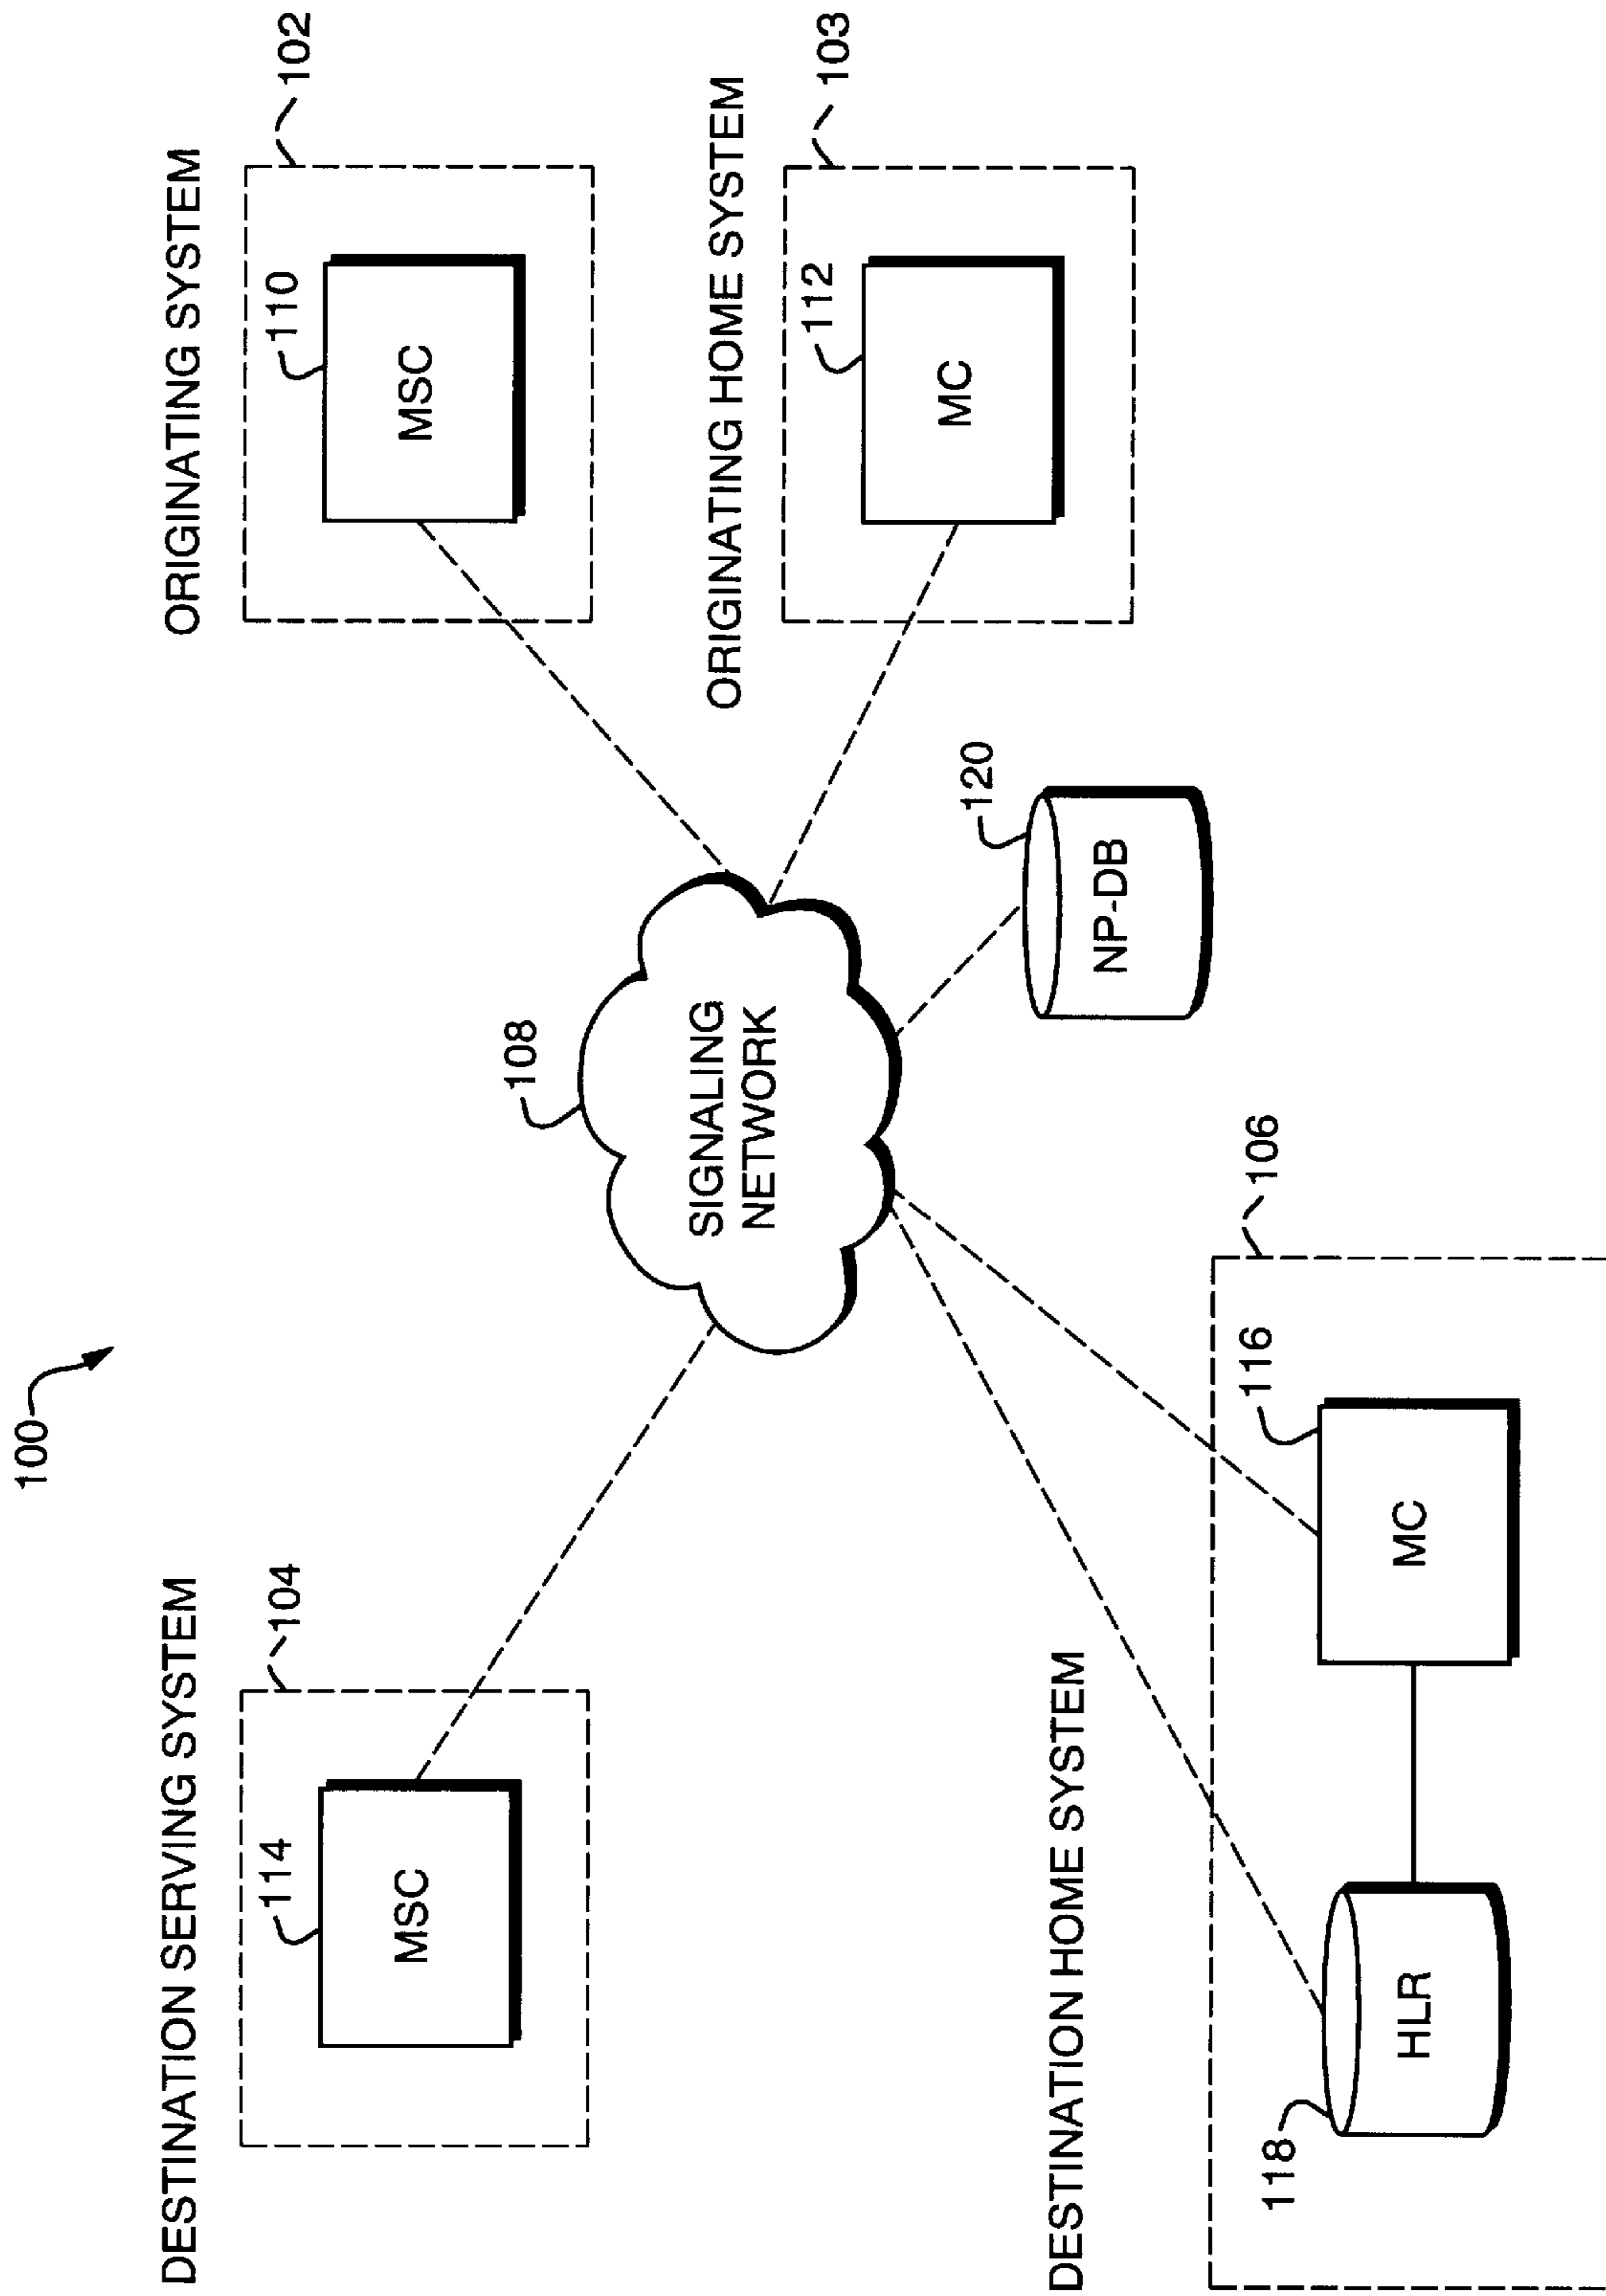 100
DESTINATION SERVING SYSTEM
104
114
MSC
ORIGINATING SYSTEM
102
110
MSC
108
SIGNALING
NETWORK
ORIGINATING HOME SYSTEM
103
112
MC
120
NP-DB
DESTINATION HOME SYSTEM
106
116
MC
118
HLR